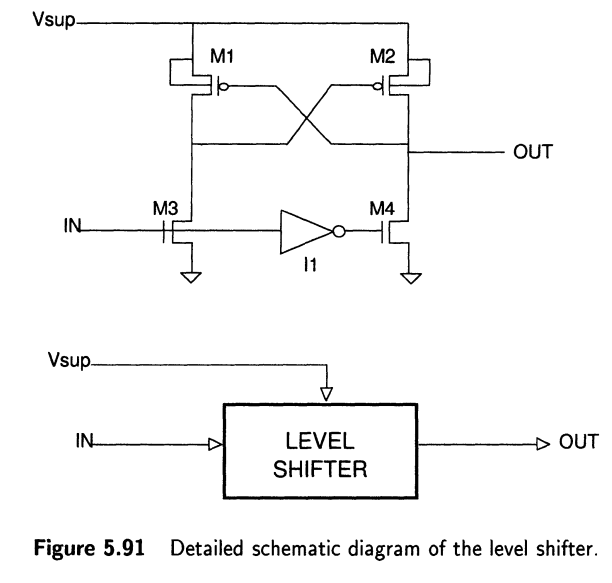 Vsup
M1
M2
OUT
IN
M3
M4
I1
Vsup
IN
LEVEL
SHIFTER
OUT
Figure 5.91 Detailed schematic diagram of the level shifter.